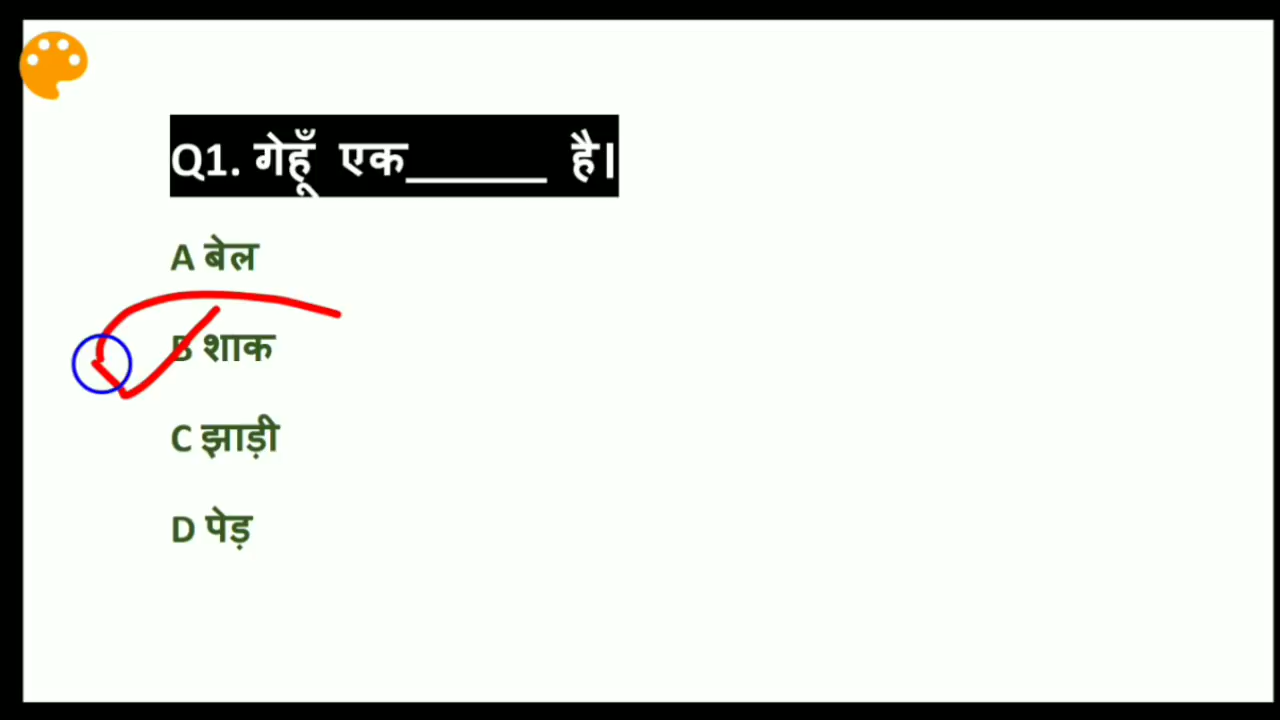 Q1. गेहूँ एक______ है।
A बेल
B शाक
C झाड़ी
D पेड़